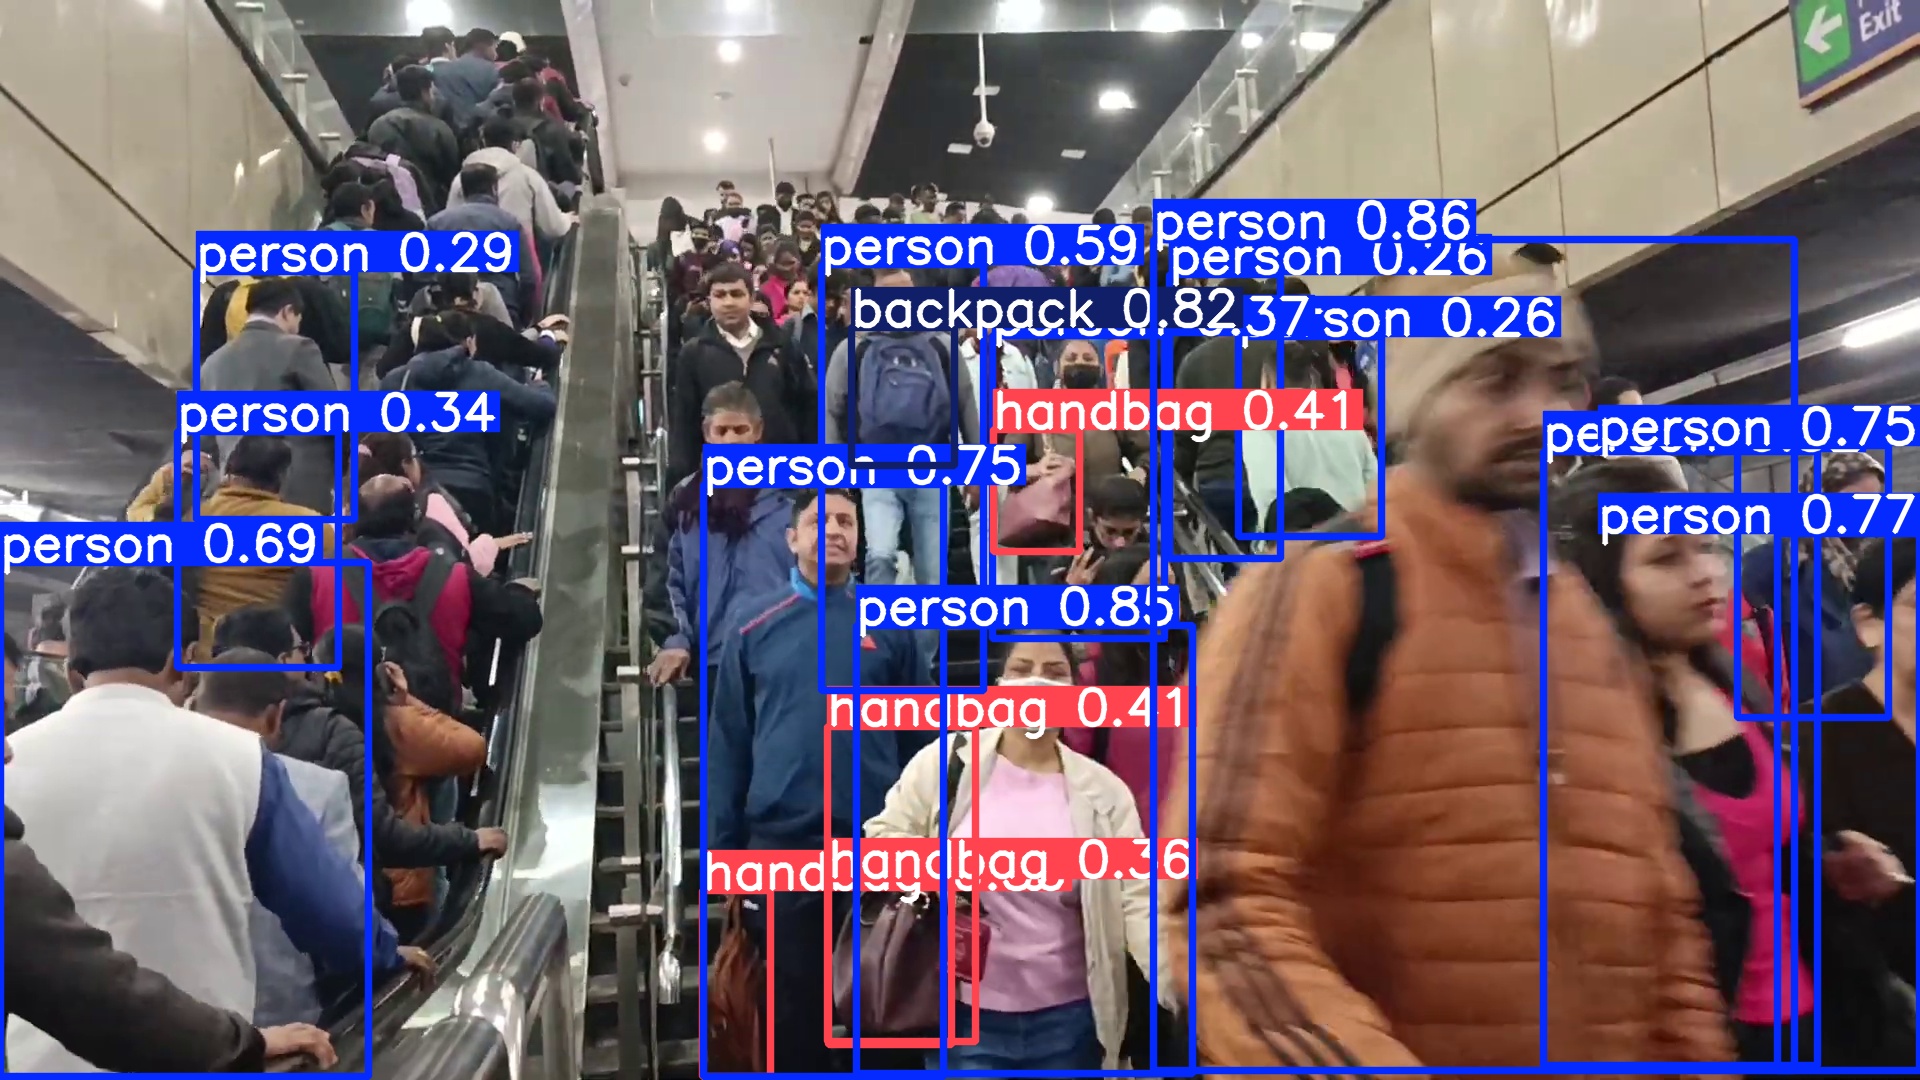 Exit
person 0.86
person 0.59
person 0.29
person 0.26
backpack 0.82
.37
son 0.26
person 0.34
handbag 0.41
person 0.75
person 0.75
person 0.77
person 0.69
person 0.85
handbag 0.41
handbag 0.36